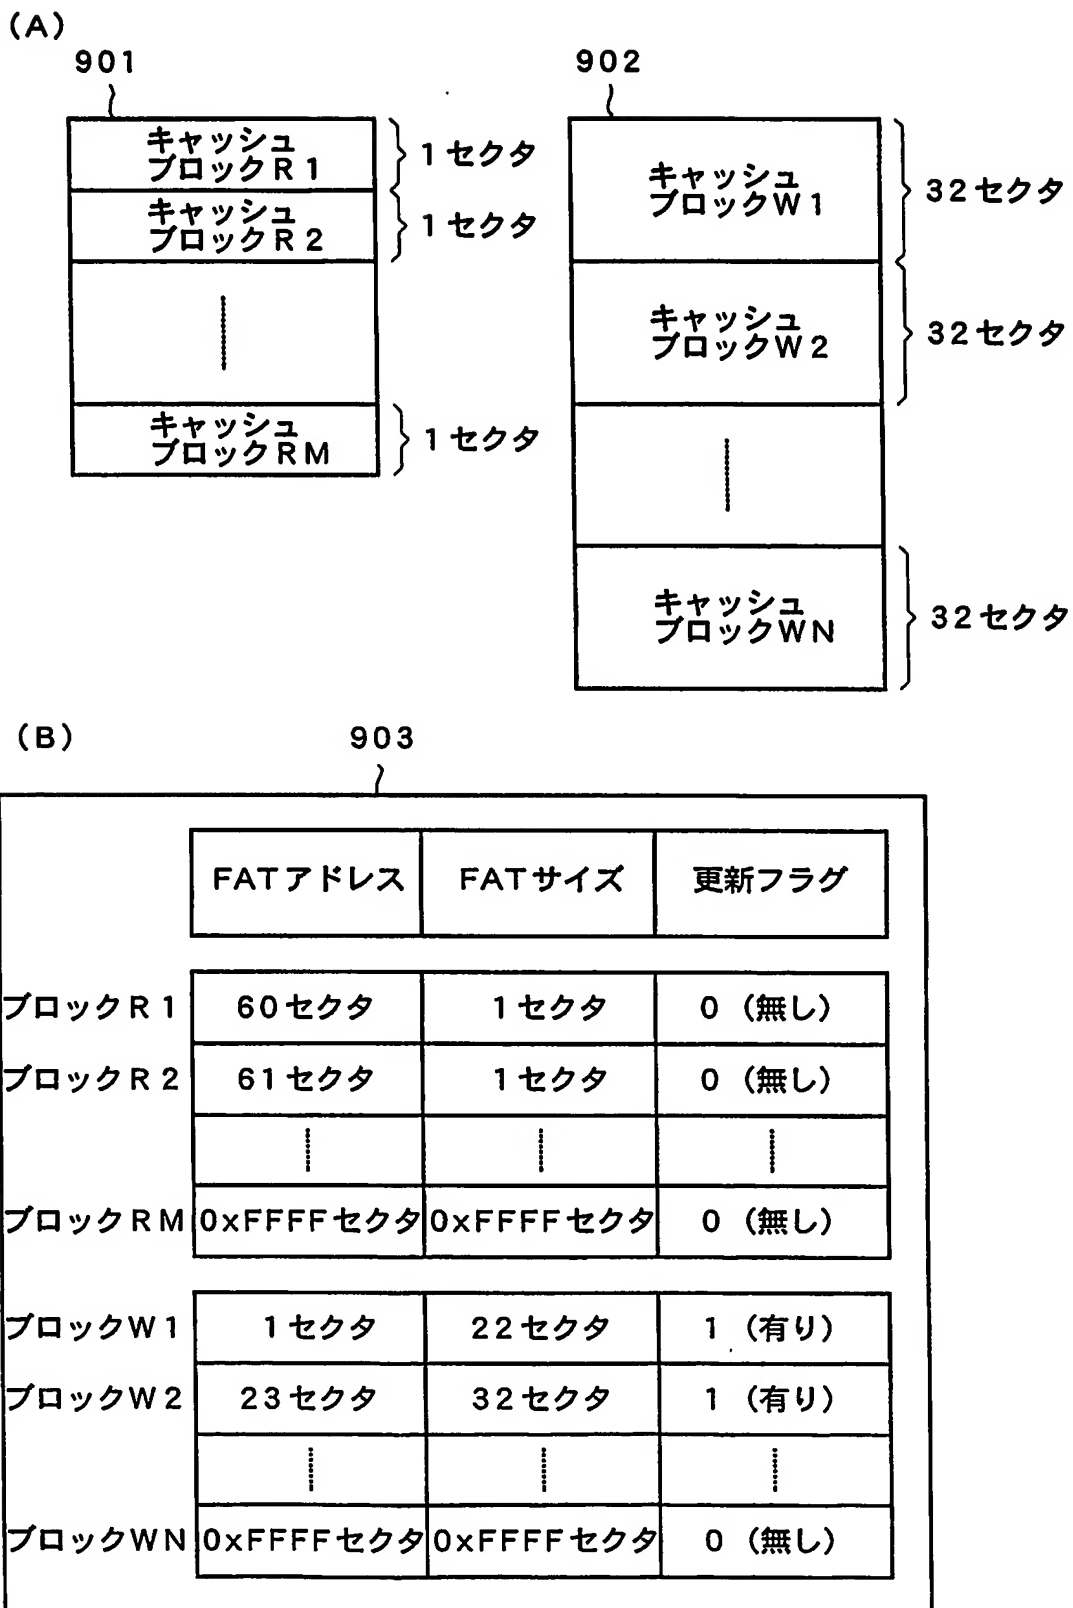 (A)
901
キャッシュ
ブロックR1
1セクタ
キャッシュ
ブロックR2
1セクタ
キャッシュ
ブロックRM
1セクタ
902
キャッシュ
ブロックW1
32セクタ
キャッシュ
ブロックW2
32セクタ
キャッシュ
ブロックWN
32セクタ
(B)
903
FATアドレス FATサイズ 更新フラグ
ブロックR1 60セクタ 1セクタ 0(無し)
ブロックR2 61セクタ 1セクタ 0(無し)
ブロックRM 0xFFFFセクタ 0xFFFFセクタ 0(無し)
ブロックW1 1セクタ 22セクタ 1(有り)
ブロックW2 23セクタ 32セクタ 1(有り)
ブロックWN 0xFFFFセクタ 0xFFFFセクタ 0(無し)